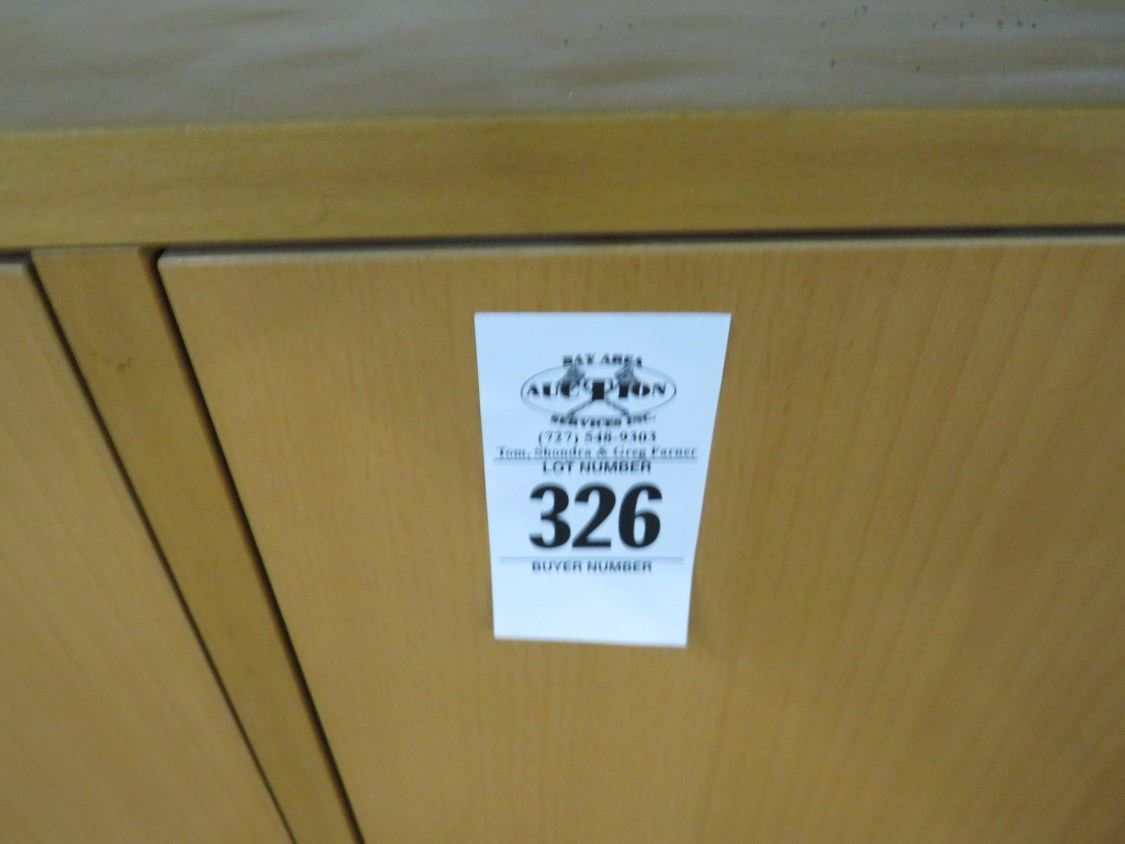 BAY AREA
AUCTION
SERVICES INC.
(727) 548-9303
Tom, Shondra & Greg Farner
LOT NUMBER
326
BUYER NUMBER